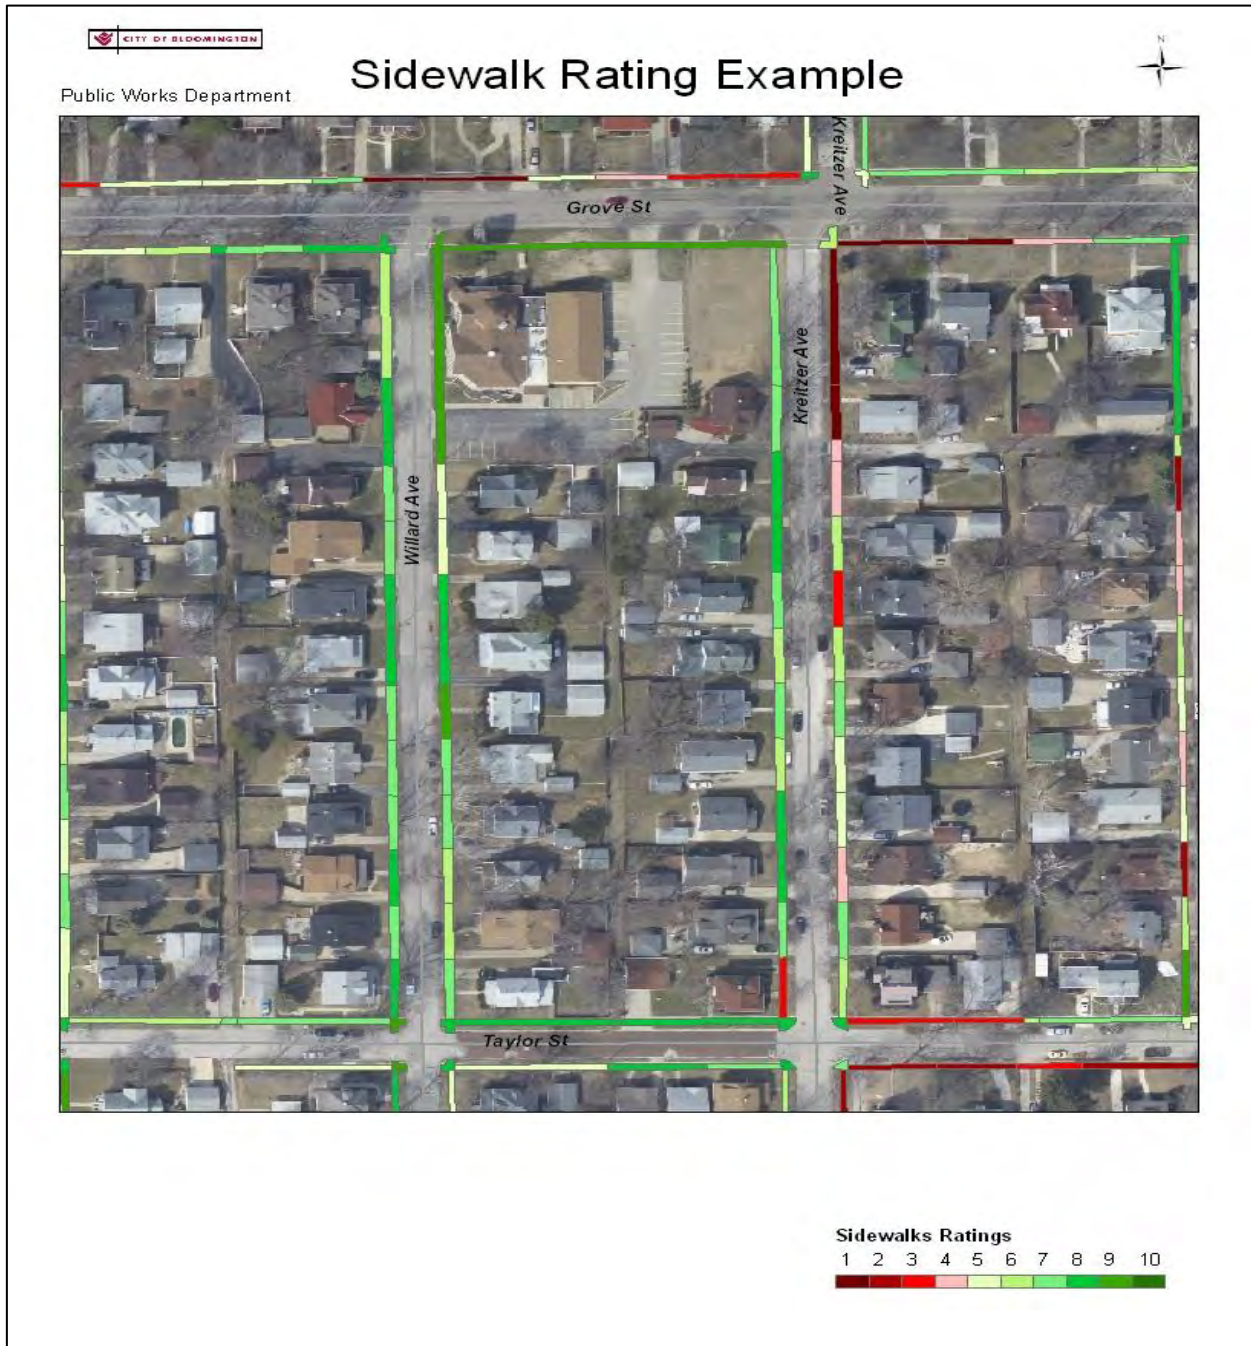 CITY OF BLOOMINGTON
N
Sidewalk Rating Example
Public Works Department
Kreitzer Ave
Grove St
Kreitzer Ave
Willard Ave
Taylor St
Sidewalks Ratings
1 2 3 4 5 6 7 8 9 10